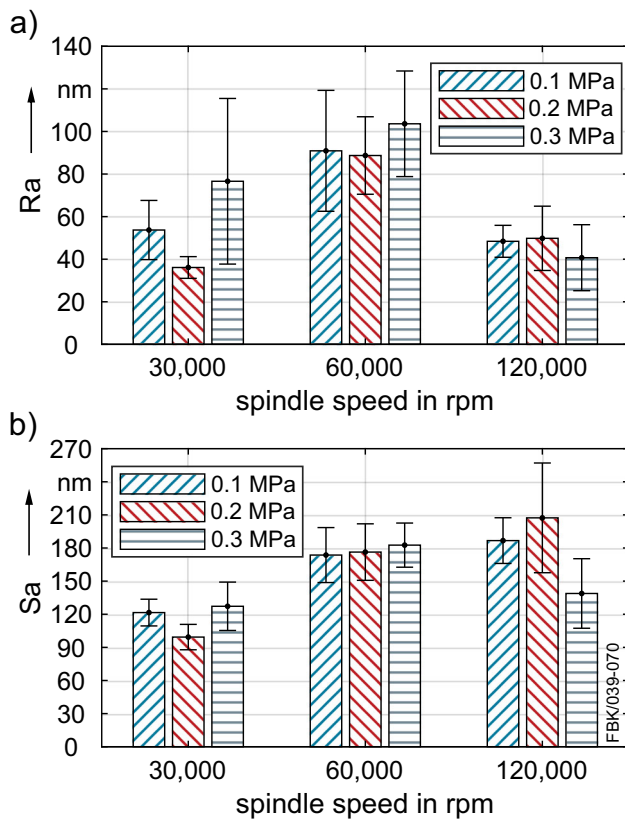 a)
140
nm
100
80
60
40
20
0
Ra
0.1 MPa
0.2 MPa
0.3 MPa
30,000 60,000 120,000
spindle speed in rpm
b)
270
nm
210
180
150
120
90
60
30
0
Sa
0.1 MPa
0.2 MPa
0.3 MPa
FBK/039-070
30,000 60,000 120,000
spindle speed in rpm